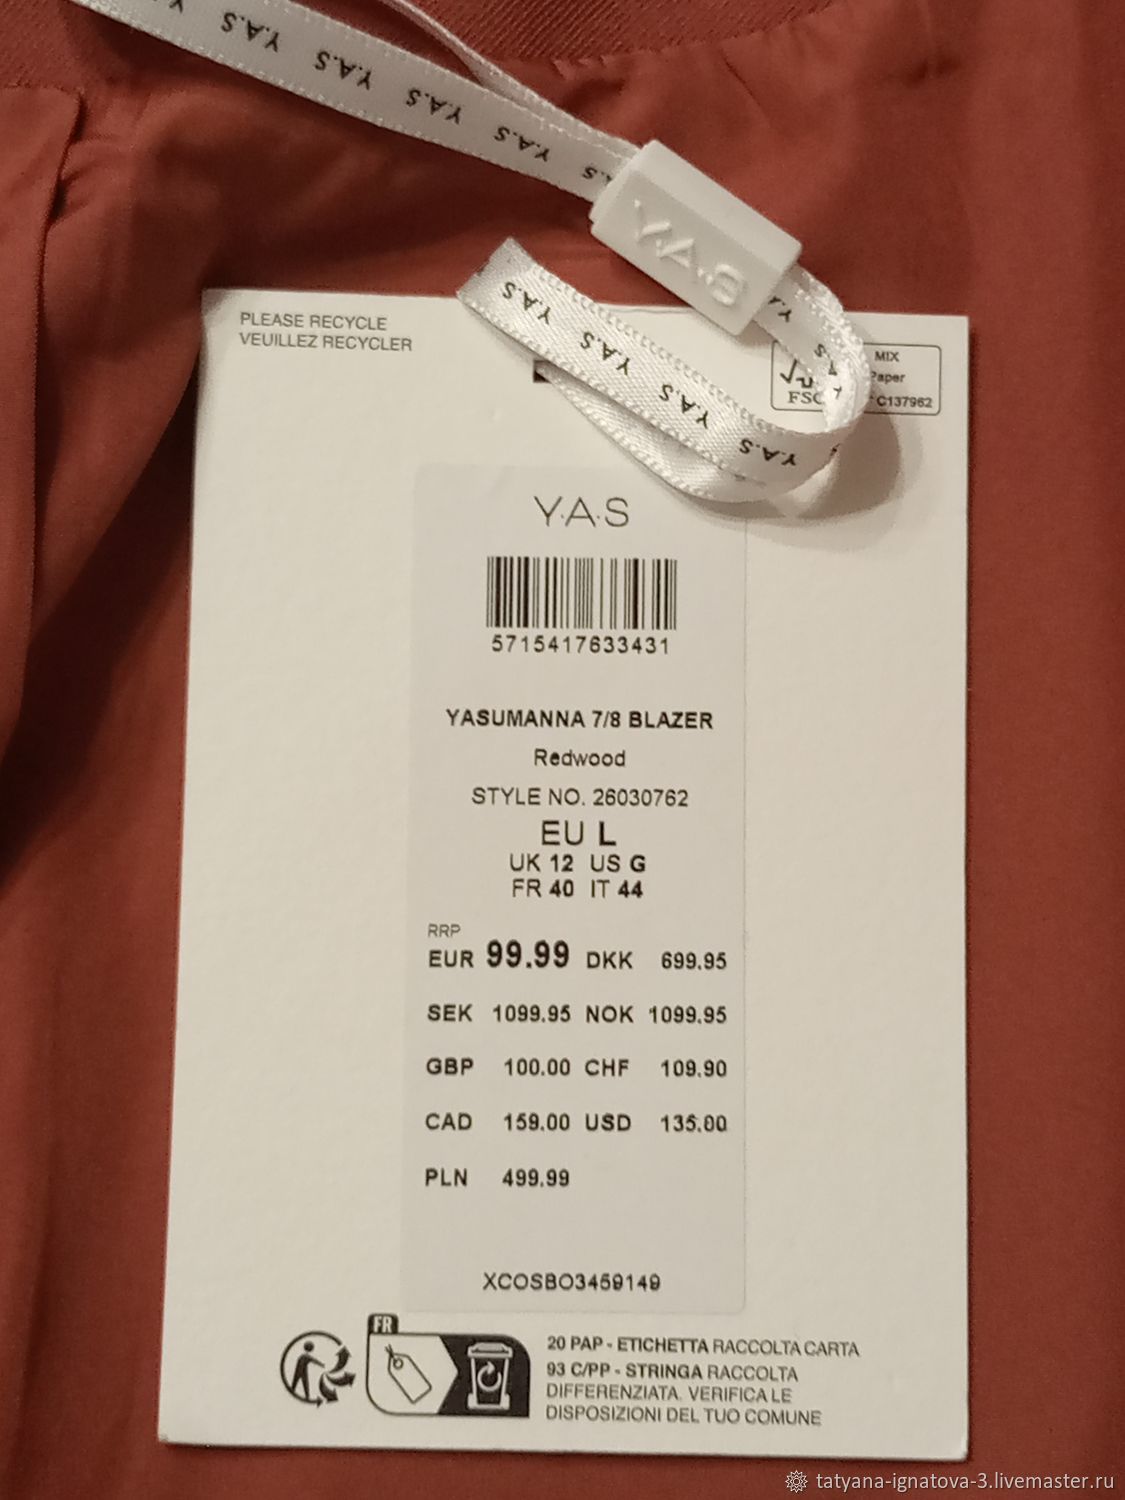 Y.A.S Y.A.S Y.A.S Y.A.S
Y.A.S
Y.A.S Y.A.S Y.A.S Y.A.S
PLEASE RECYCLE
VEUILLEZ RECYCLER
MIX
Paper
FSC
C137962
Y.A.S
5715417633431
YASUMANNA 7/8 BLAZER
Redwood
STYLE NO. 26030762
EU L
UK 12 US G
FR 40 IT 44
RRP
EUR 99.99 DKK 699.95
SEK 1099.95 NOK 1099.95
GBP 100.00 CHF 109.90
CAD 159.00 USD 135.00
PLN 499.99
XCOSBO3459149
FR
20 PAP - ETICHETTA RACCOLTA CARTA
93 C/PP - STRINGA RACCOLTA
DIFFERENZIATA. VERIFICA LE
DISPOSIZIONI DEL TUO COMUNE
tatyana-ignatova-3.livemaster.ru